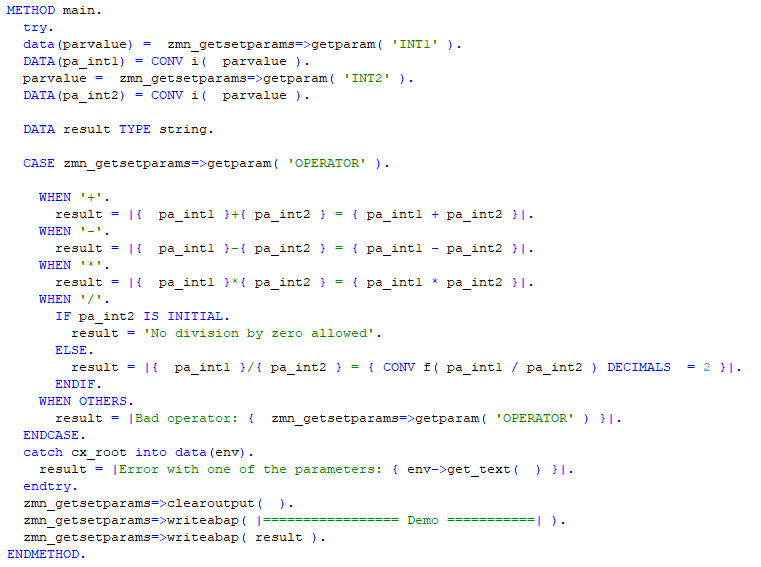 METHOD main.
  try.
  data(parvalue) =  zmn_getsetparams=>getparam( 'INT1' ).
  DATA(pa_int1) = CONV i(  parvalue ).
  parvalue =  zmn_getsetparams=>getparam( 'INT2' ).
  DATA(pa_int2) = CONV i(  parvalue ).

  DATA result TYPE string.

  CASE zmn_getsetparams=>getparam( 'OPERATOR' ).

    WHEN '+'.
      result = |{  pa_int1 }+{ pa_int2 } = { pa_int1 + pa_int2 }|.
    WHEN '-'.
      result = |{  pa_int1 }-{ pa_int2 } = { pa_int1 - pa_int2 }|.
    WHEN '*'.
      result = |{  pa_int1 }*{ pa_int2 } = { pa_int1 * pa_int2 }|.
    WHEN '/'.
      IF pa_int2 IS INITIAL.
        result = 'No division by zero allowed'.
      ELSE.
        result = |{  pa_int1 }/{ pa_int2 } = { CONV f( pa_int1 / pa_int2 ) DECIMALS  = 2 }|.
      ENDIF.
    WHEN OTHERS.
      result = |Bad operator: {  zmn_getsetparams=>getparam( 'OPERATOR' ) }|.
  ENDCASE.
  catch cx_root into data(env).
    result = |Error with one of the parameters: { env->get_text(  ) }|.
  endtry.
  zmn_getsetparams=>clearoutput(  ).
  zmn_getsetparams=>writeabap( |================= Demo ===========| ).
  zmn_getsetparams=>writeabap( result ).
ENDMETHOD.